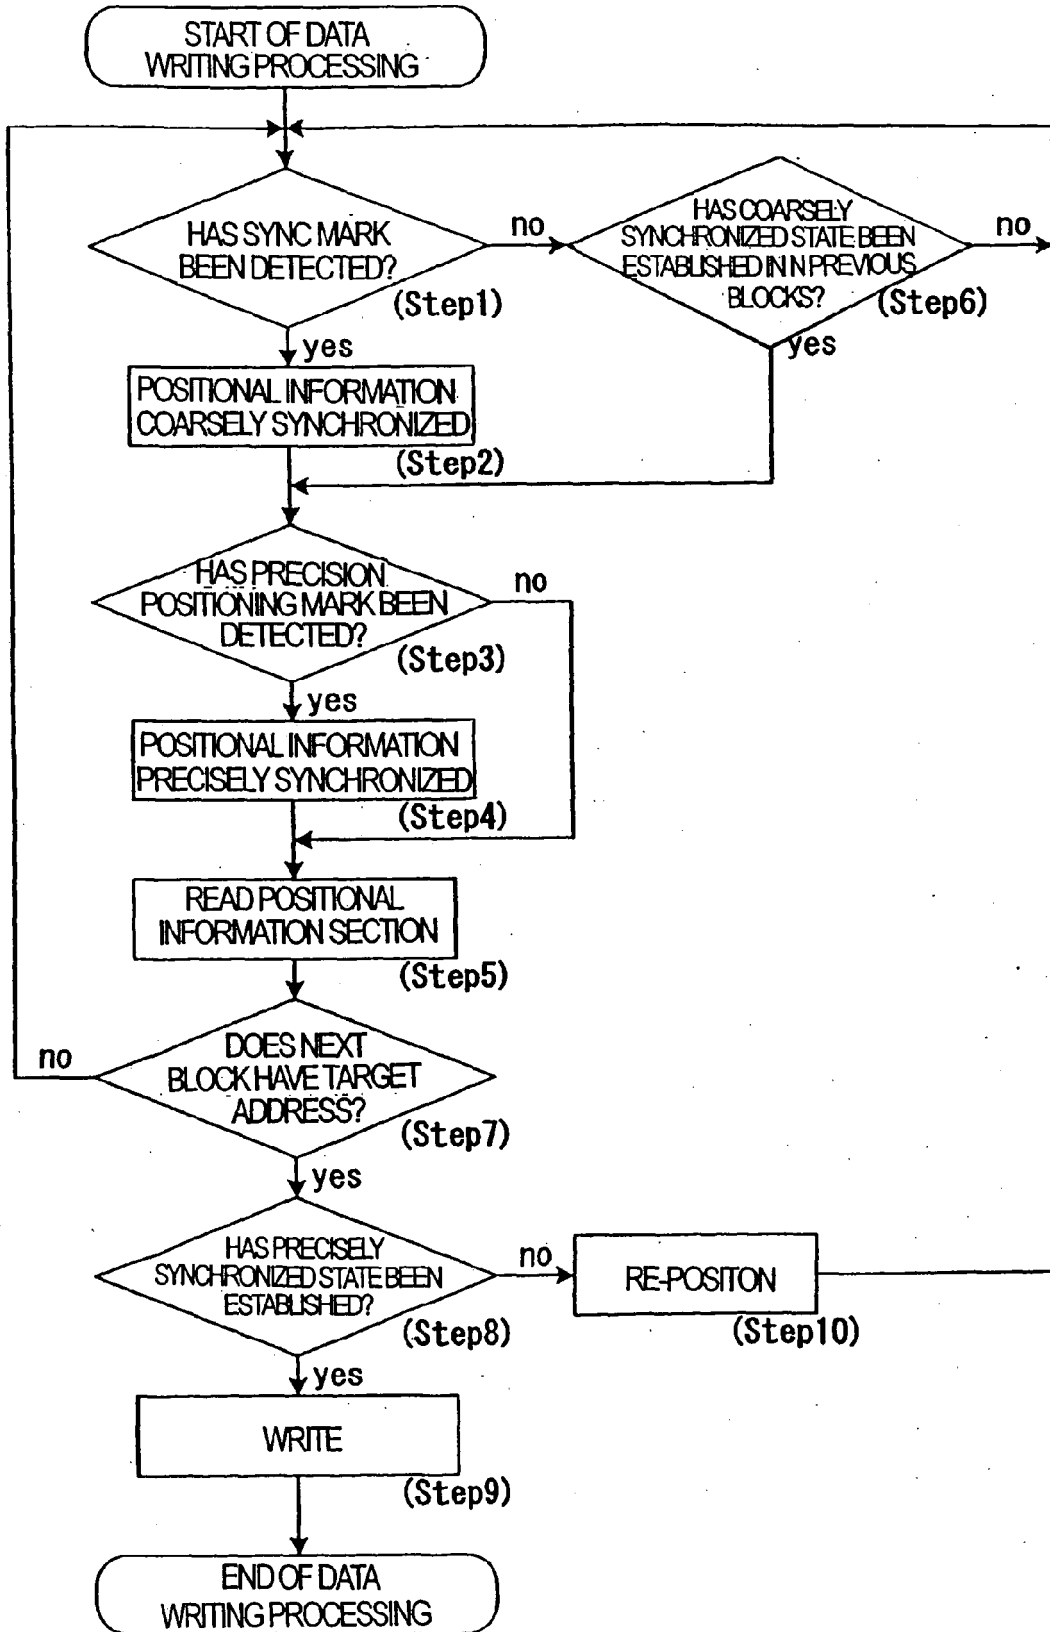 START OF DATA
WRITING PROCESSING
HAS SYNC MARK
BEEN DETECTED?
(Step1)
no
HAS COARSELY
SYNCHRONIZED STATE BEEN
ESTABLISHED IN N PREVIOUS
BLOCKS?
(Step6)
no
yes
yes
POSITIONAL INFORMATION
COARSELY SYNCHRONIZED
(Step2)
HAS PRECISION
POSITIONING MARK BEEN
DETECTED?
(Step3)
no
yes
POSITIONAL INFORMATION
PRECISELY SYNCHRONIZED
(Step4)
READ POSITIONAL
INFORMATION SECTION
(Step5)
no
DOES NEXT
BLOCK HAVE TARGET
ADDRESS?
(Step7)
yes
HAS PRECISELY
SYNCHRONIZED STATE BEEN
ESTABLISHED?
(Step8)
no
RE-POSITON
(Step10)
yes
WRITE
(Step9)
END OF DATA
WRITING PROCESSING